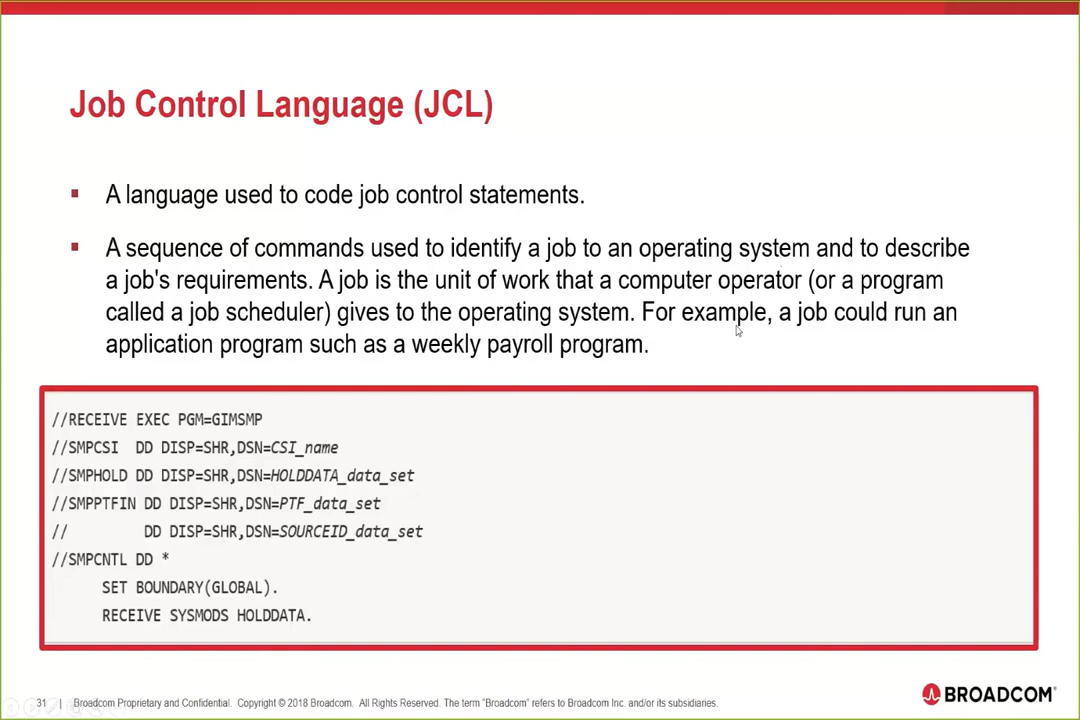 Job Control Language (JCL)
▪ A language used to code job control statements.
▪ A sequence of commands used to identify a job to an operating system and to describe
a job's requirements. A job is the unit of work that a computer operator (or a program
called a job scheduler) gives to the operating system. For example, a job could run an
application program such as a weekly payroll program.
//RECEIVE EXEC PGM=GIMSMP
//SMPCSI  DD DISP=SHR,DSN=CSI_name
//SMPHOLD DD DISP=SHR,DSN=HOLDDATA_data_set
//SMPPTFIN DD DISP=SHR,DSN=PTF_data_set
//         DD DISP=SHR,DSN=SOURCEID_data_set
//SMPCNTL DD *
      SET BOUNDARY(GLOBAL).
      RECEIVE SYSMODS HOLDDATA.
31 | Broadcom Proprietary and Confidential. Copyright © 2018 Broadcom. All Rights Reserved. The term "Broadcom" refers to Broadcom Inc. and/or its subsidiaries.
BROADCOM®